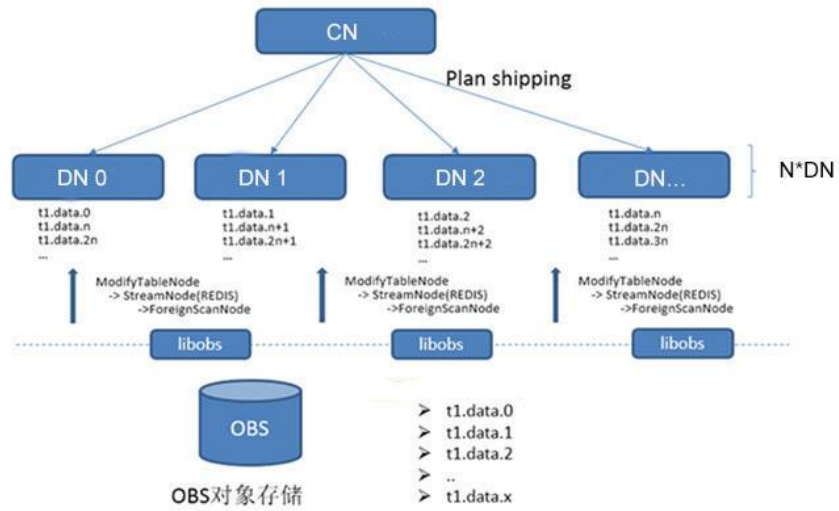 CN
Plan shipping
DN 0
DN 1
DN 2
DN...
N*DN
t1.data.0
t1.data.n
t1.data.2n
...
t1.data.1
t1.data.n+1
t1.data.2n+1
...
t1.data.2
t1.data.n+2
t1.data.2n+2
...
t1.data.n
t1.data.2n
t1.data.3n
...
ModifyTableNode
-> StreamNode(REDIS)
->ForeignScanNode
ModifyTableNode
-> StreamNode(REDIS)
->ForeignScanNode
ModifyTableNode
-> StreamNode(REDIS)
->ForeignScanNode
libobs
libobs
libobs
OBS
OBS对象存储
➢ t1.data.0
➢ t1.data.1
➢ t1.data.2
➢ ..
➢ t1.data.x